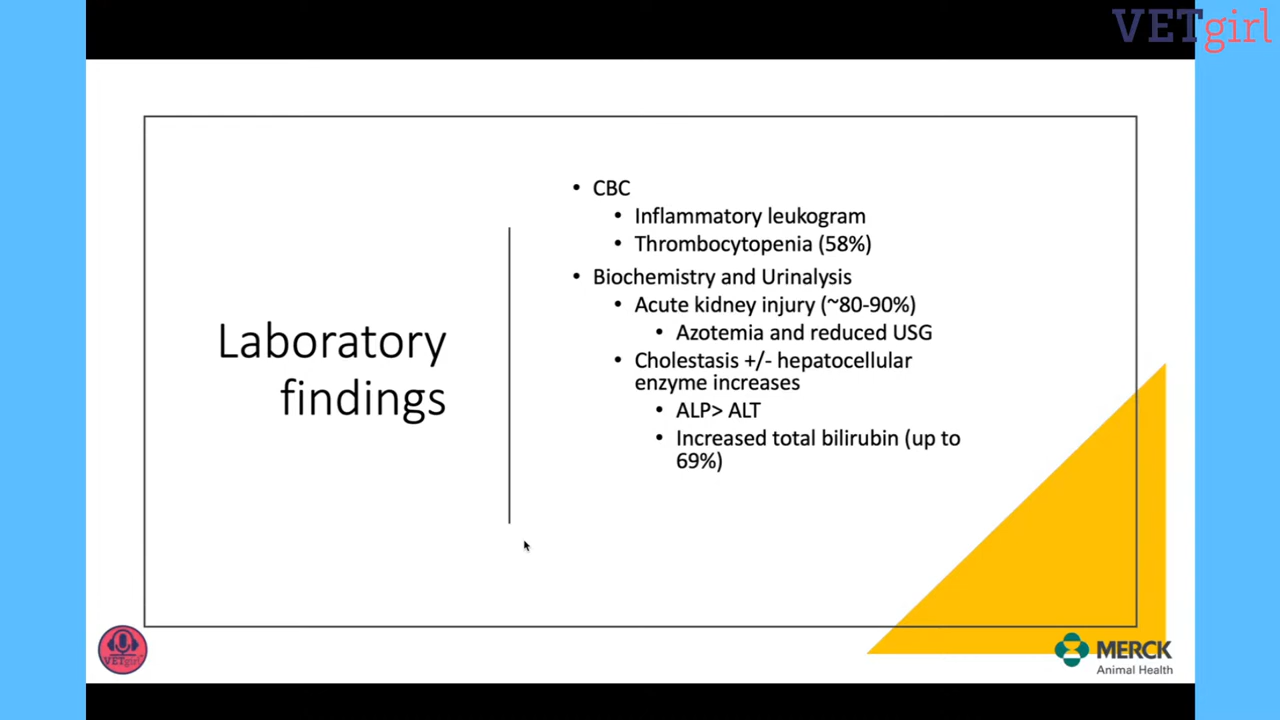 VETgirl
Laboratory
findings
• CBC
• Inflammatory leukogram
• Thrombocytopenia (58%)
• Biochemistry and Urinalysis
• Acute kidney injury (~80-90%)
• Azotemia and reduced USG
• Cholestasis +/- hepatocellular
enzyme increases
• ALP> ALT
• Increased total bilirubin (up to
69%)
VETgirl
MERCK
Animal Health